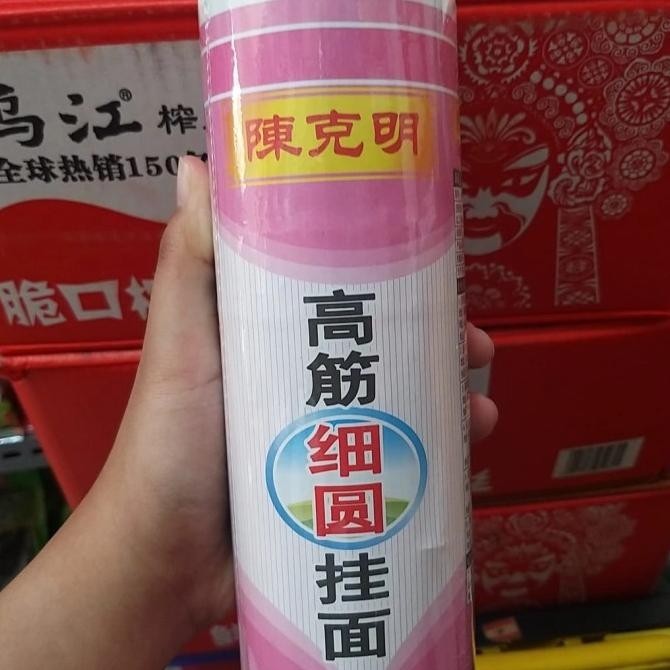 陳克明
高筋
细圆
挂面
乌江® 榨
全球热销150
脆口榨